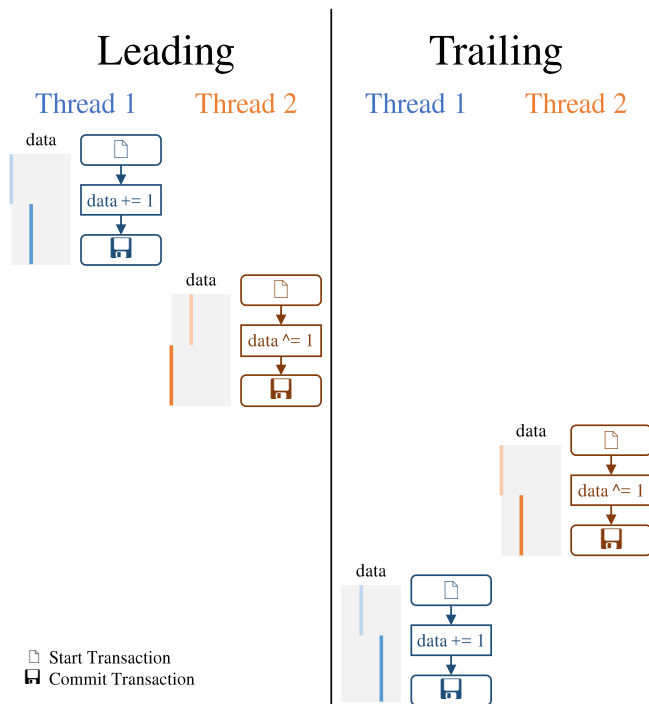 Leading
Trailing
Thread 1
Thread 2
Thread 1
Thread 2
data
data += 1
data
data ^= 1
data
data ^= 1
data
data += 1
Start Transaction
Commit Transaction